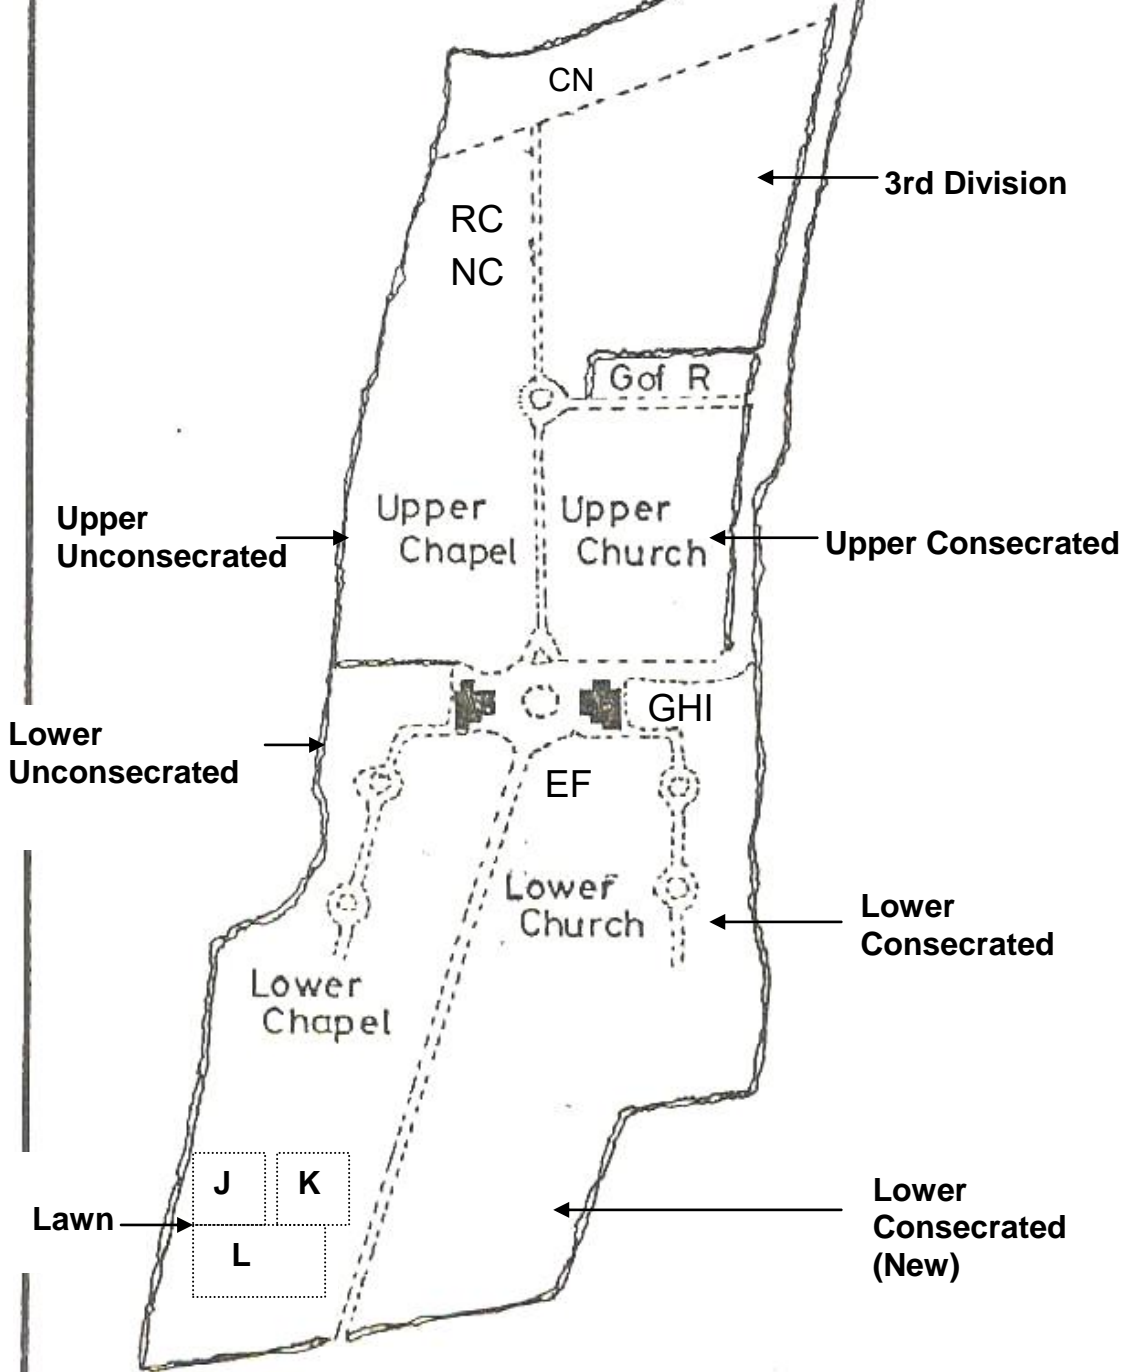 CN
3rd Division
RC
NC
Gof R
Upper
Chapel
Upper
Church
Upper
Unconsecrated
Upper Consecrated
GHI
Lower
Unconsecrated
EF
Lower
Church
Lower
Consecrated
Lower
Chapel
J
K
Lawn
L
Lower
Consecrated
(New)